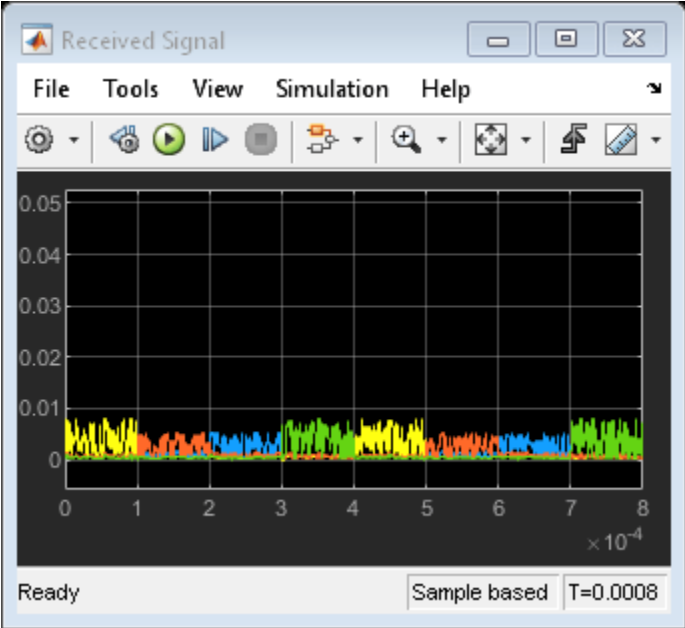 Received Signal
File Tools View Simulation Help
0.05
0.04
0.03
0.02
0.01
0
0 1 2 3 4 5 6 7 8
×10-4
Ready Sample based T=0.0008